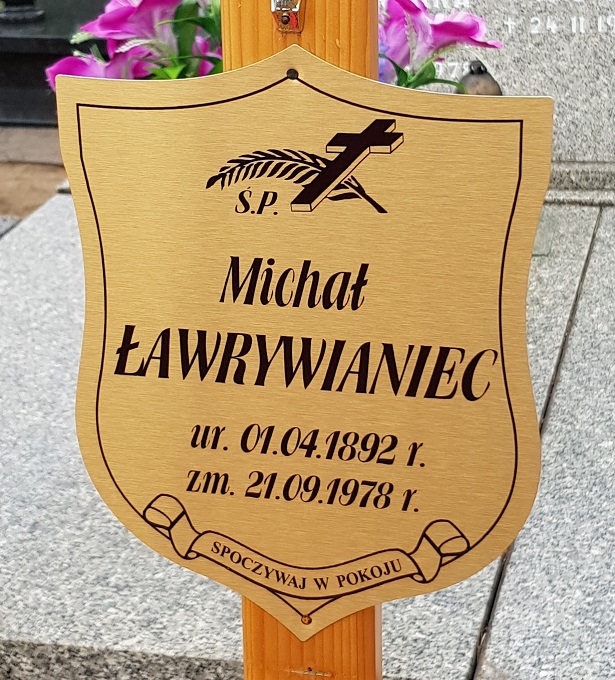 Ś.P.
Michał
ŁAWRYWIANIEC
ur. 01.04.1892 r.
zm. 21.09.1978 r.
SPOCZYWAJ W POKOJU